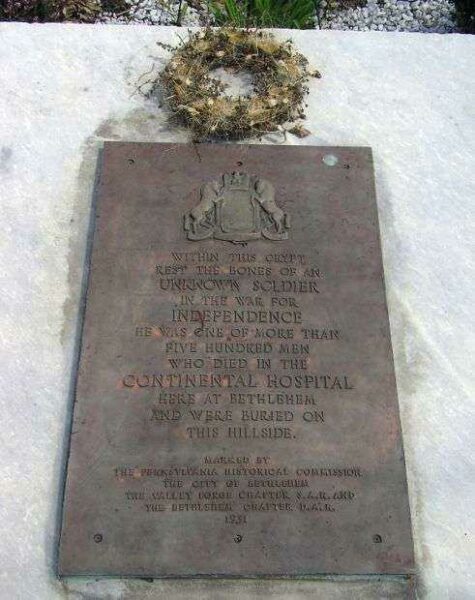 WITHIN THIS CRYPT
REST THE BONES OF AN
UNKNOWN SOLDIER
IN THE WAR FOR
INDEPENDENCE
HE WAS ONE OF MORE THAN
FIVE HUNDRED MEN
WHO DIED IN THE
CONTINENTAL HOSPITAL
HERE AT BETHLEHEM
AND WERE BURIED ON
THIS HILLSIDE.
MARKED BY
THE PENNSYLVANIA HISTORICAL COMMISSION
THE CITY OF BETHLEHEM
THE VALLEY FORGE CHAPTER S.A.R. AND
THE BETHLEHEM CHAPTER D.A.R.
1931